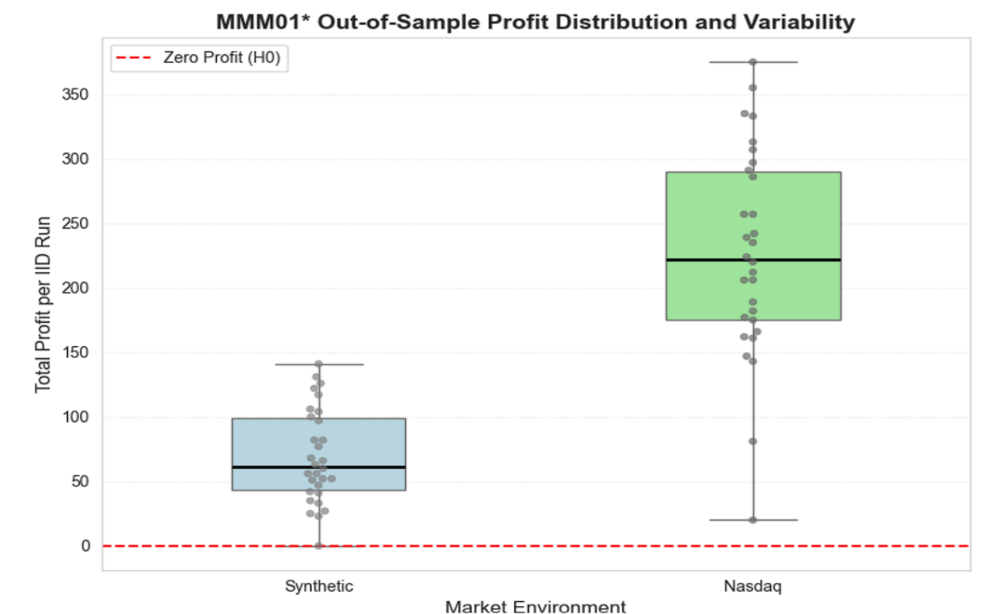 MMM01* Out-of-Sample Profit Distribution and Variability
Zero Profit (H0)
350
300
250
200
150
100
50
0
Total Profit per IID Run
Synthetic
Nasdaq
Market Environment